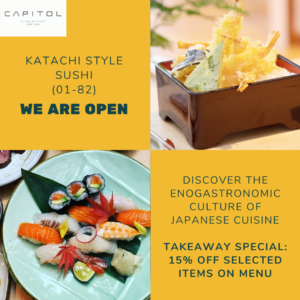 CAPITOL
KATACHI STYLE
SUSHI
(01-82)
WE ARE OPEN
DISCOVER THE
ENOGASTRONOMIC
CULTURE OF
JAPANESE CUISINE
TAKEAWAY SPECIAL:
15% OFF SELECTED
ITEMS ON MENU